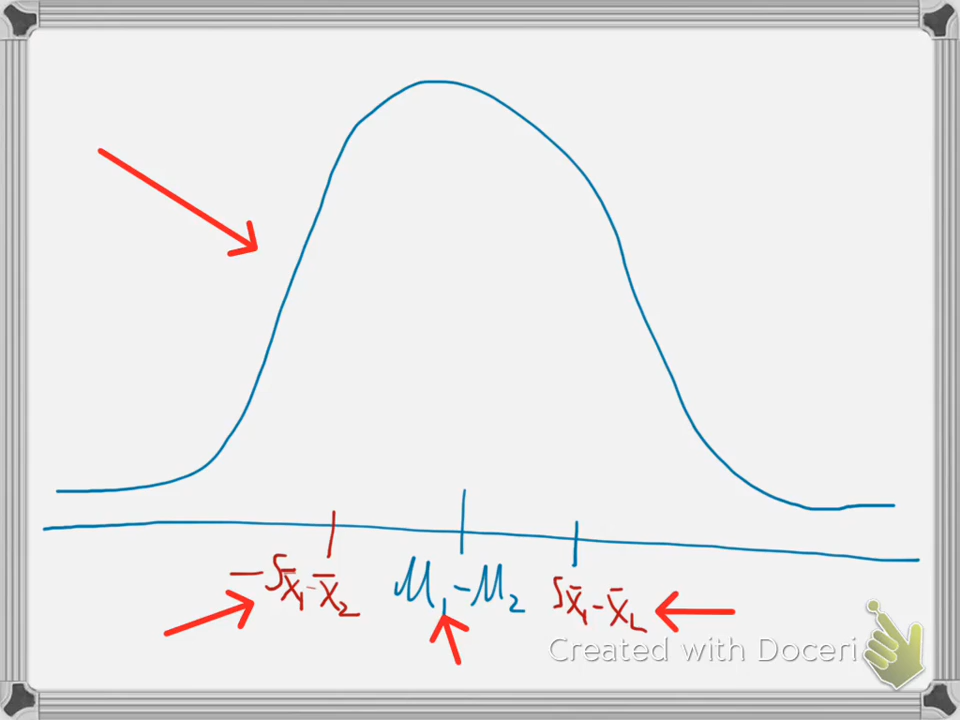 -Sx̄₁-x̄₂ μ₁-μ₂ Sx̄₁-x̄₂
Created with Doceri